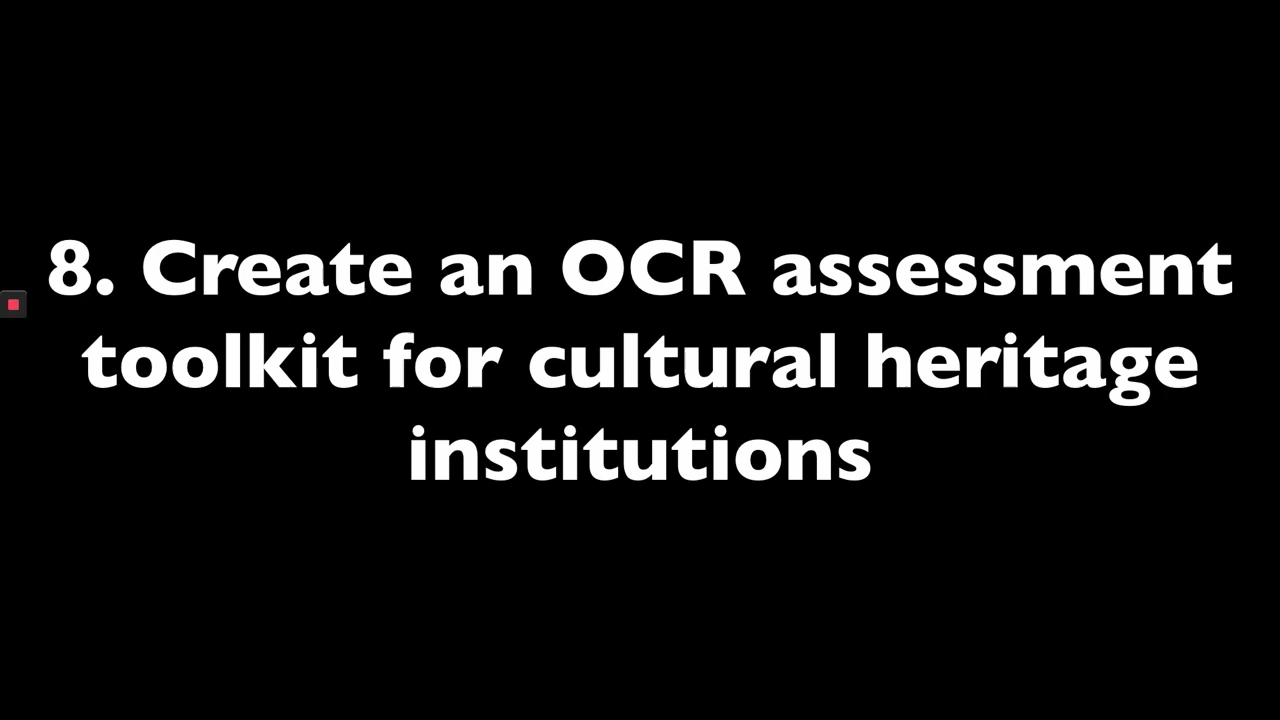 8. Create an OCR assessment
toolkit for cultural heritage
institutions